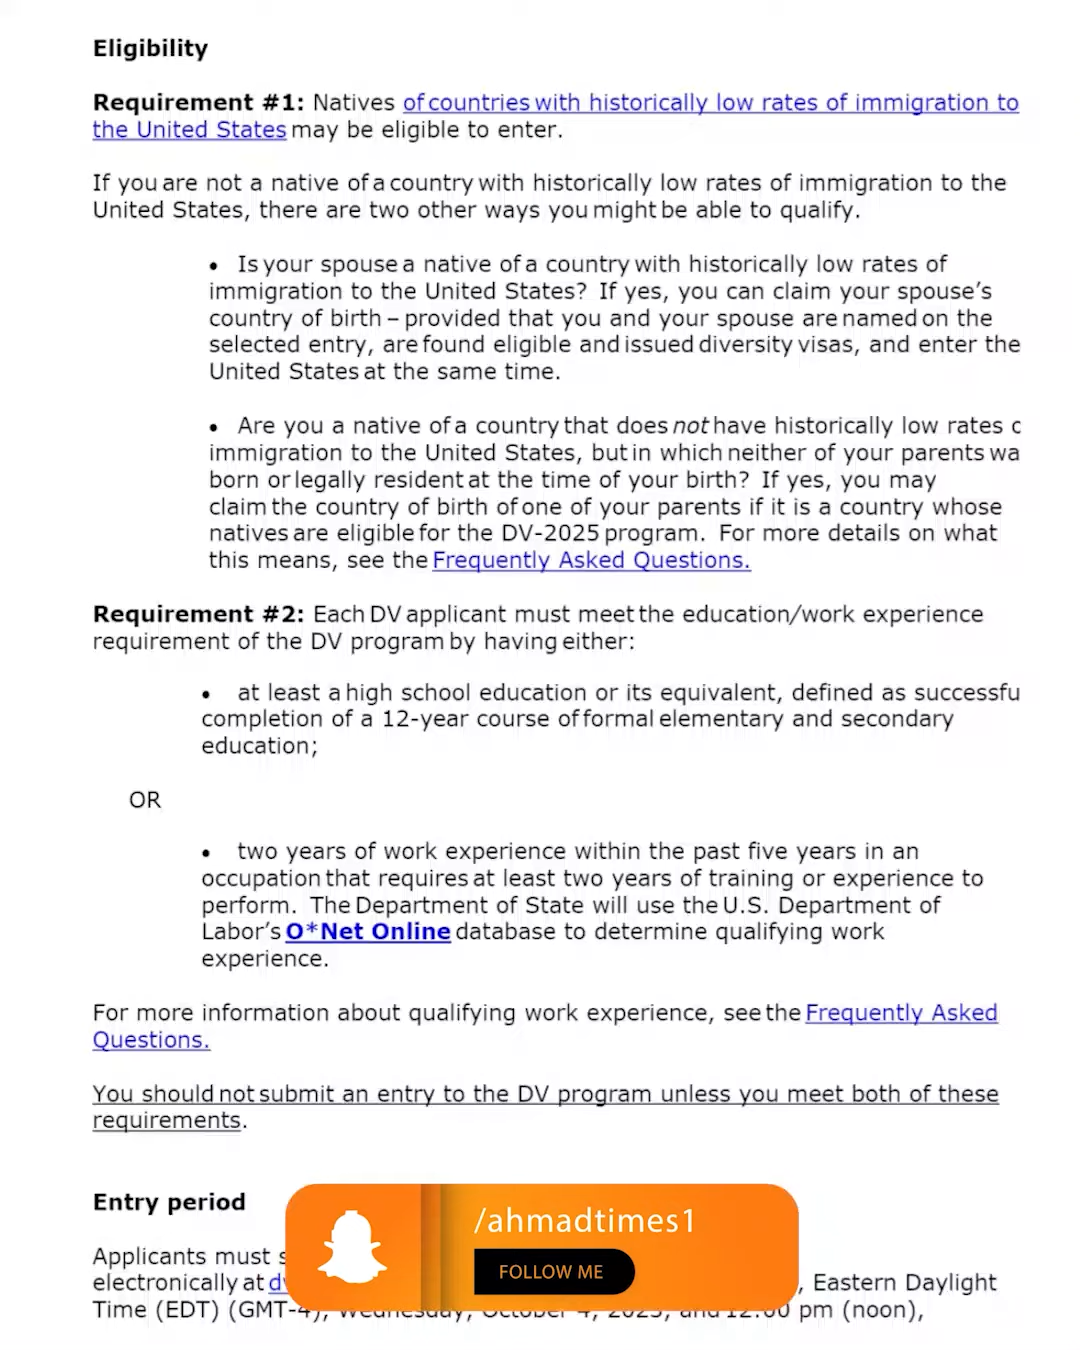 Eligibility
Requirement #1: Natives of countries with historically low rates of immigration to
the United States may be eligible to enter.
If you are not a native of a country with historically low rates of immigration to the
United States, there are two other ways you might be able to qualify.
• Is your spouse a native of a country with historically low rates of
immigration to the United States? If yes, you can claim your spouse's
country of birth – provided that you and your spouse are named on the
selected entry, are found eligible and issued diversity visas, and enter the
United States at the same time.
• Are you a native of a country that does not have historically low rates o
immigration to the United States, but in which neither of your parents wa
born or legally resident at the time of your birth? If yes, you may
claim the country of birth of one of your parents if it is a country whose
natives are eligible for the DV-2025 program. For more details on what
this means, see the Frequently Asked Questions.
Requirement #2: Each DV applicant must meet the education/work experience
requirement of the DV program by having either:
• at least a high school education or its equivalent, defined as successfu
completion of a 12-year course of formal elementary and secondary
education;
OR
• two years of work experience within the past five years in an
occupation that requires at least two years of training or experience to
perform. The Department of State will use the U.S. Department of
Labor's O*Net Online database to determine qualifying work
experience.
For more information about qualifying work experience, see the Frequently Asked
Questions.
You should not submit an entry to the DV program unless you meet both of these
requirements.
Entry period
/ahmadtimes1
FOLLOW ME
Applicants must
electronically at , Eastern Daylight
Time (EDT) (GMT-4), Wednesday, October 4, 2023, and 12:00 pm (noon),